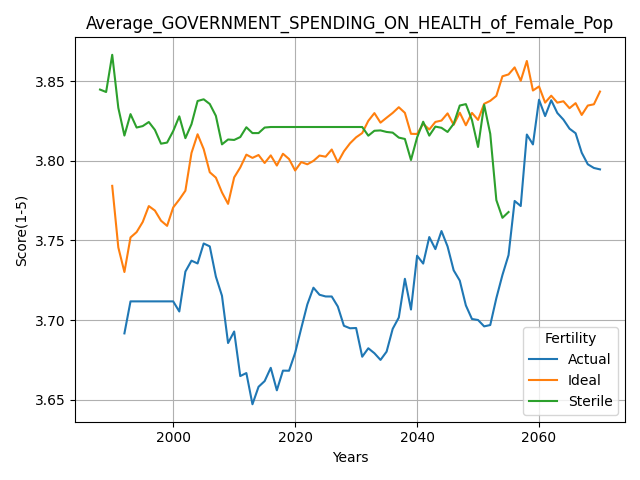 Average_GOVERNMENT_SPENDING_ON_HEALTH_of_Female_Pop
Score(1-5)
3.85
3.80
3.75
3.70
3.65
2000 2020 2040 2060
Years
Fertility
Actual
Ideal
Sterile